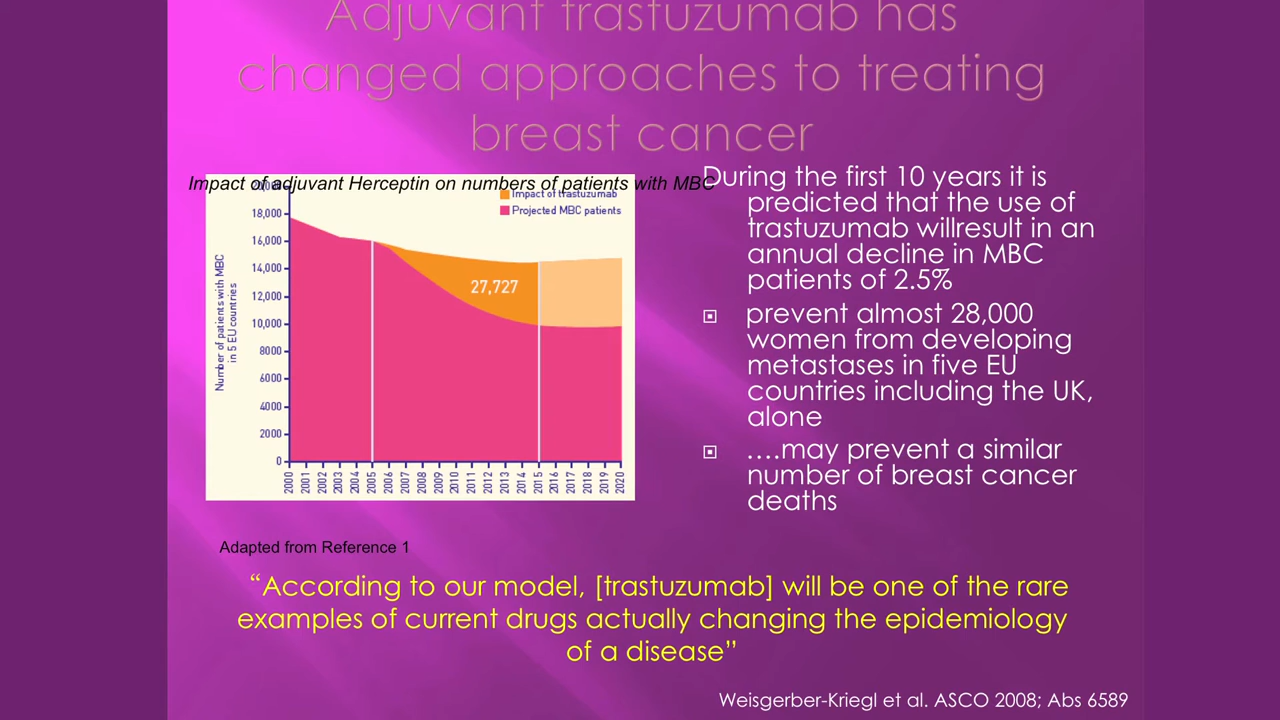 Adjuvant trastuzumab has
changed approaches to treating
breast cancer
Impact of adjuvant Herceptin on numbers of patients with MBC
20,000
18,000
16,000
14,000
12,000
10,000
8000
6000
4000
2000
0
Number of patients with MBC
in 5 EU countries
Impact of trastuzumab
Projected MBC patients
27,727
2000 2001 2002 2003 2004 2005 2006 2007 2008 2009 2010 2011 2012 2013 2014 2015 2016 2017 2018 2019 2020
Adapted from Reference 1
During the first 10 years it is
predicted that the use of
trastuzumab willresult in an
annual decline in MBC
patients of 2.5%
prevent almost 28,000
women from developing
metastases in five EU
countries including the UK,
alone
….may prevent a similar
number of breast cancer
deaths
“According to our model, [trastuzumab] will be one of the rare
examples of current drugs actually changing the epidemiology
of a disease”
Weisgerber-Kriegl et al. ASCO 2008; Abs 6589